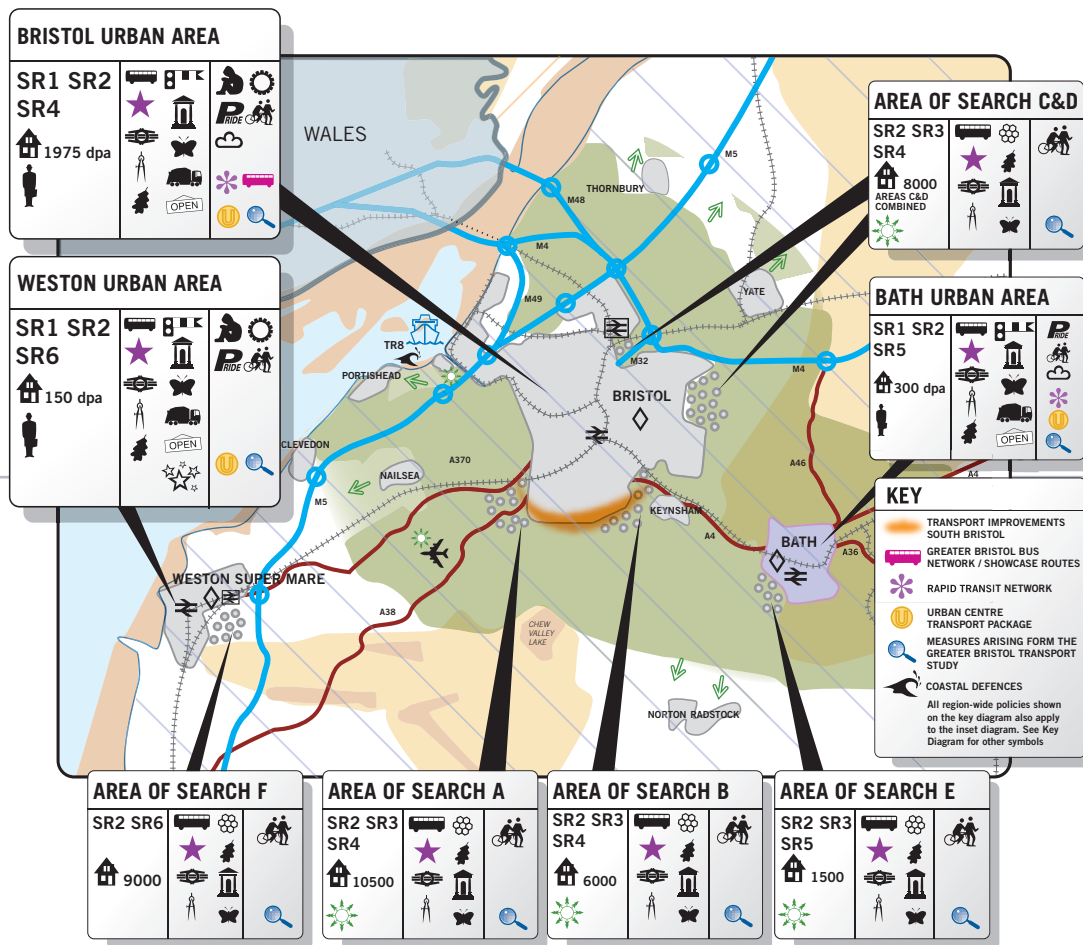 BRISTOL URBAN AREA
SR1 SR2
SR4
1975 dpa
PRIDE
OPEN
U
WESTON URBAN AREA
SR1 SR2
SR6
150 dpa
PRIDE
OPEN
U
AREA OF SEARCH C&D
SR2 SR3
SR4
8000
AREAS C&D
COMBINED
BATH URBAN AREA
SR1 SR2
SR5
300 dpa
PRIDE
OPEN
U
KEY
TRANSPORT IMPROVEMENTS
SOUTH BRISTOL
GREATER BRISTOL BUS
NETWORK / SHOWCASE ROUTES
RAPID TRANSIT NETWORK
U
URBAN CENTRE
TRANSPORT PACKAGE
MEASURES ARISING FORM THE
GREATER BRISTOL TRANSPORT
STUDY
COASTAL DEFENCES
All region-wide policies shown
on the key diagram also apply
to the inset diagram. See Key
Diagram for other symbols
WALES
THORNBURY
M5
M48
M4
M49
YATE
TR8
M32
M4
PORTISHEAD
BRISTOL
CLEVEDON
A370
NAILSEA
A46
A4
M5
KEYNSHAM
A4
BATH
A36
WESTON SUPER MARE
A38
CHEW
VALLEY
LAKE
NORTON RADSTOCK
AREA OF SEARCH F
SR2 SR6
9000
AREA OF SEARCH A
SR2 SR3
SR4
10500
AREA OF SEARCH B
SR2 SR3
SR4
6000
AREA OF SEARCH E
SR2 SR3
SR5
1500